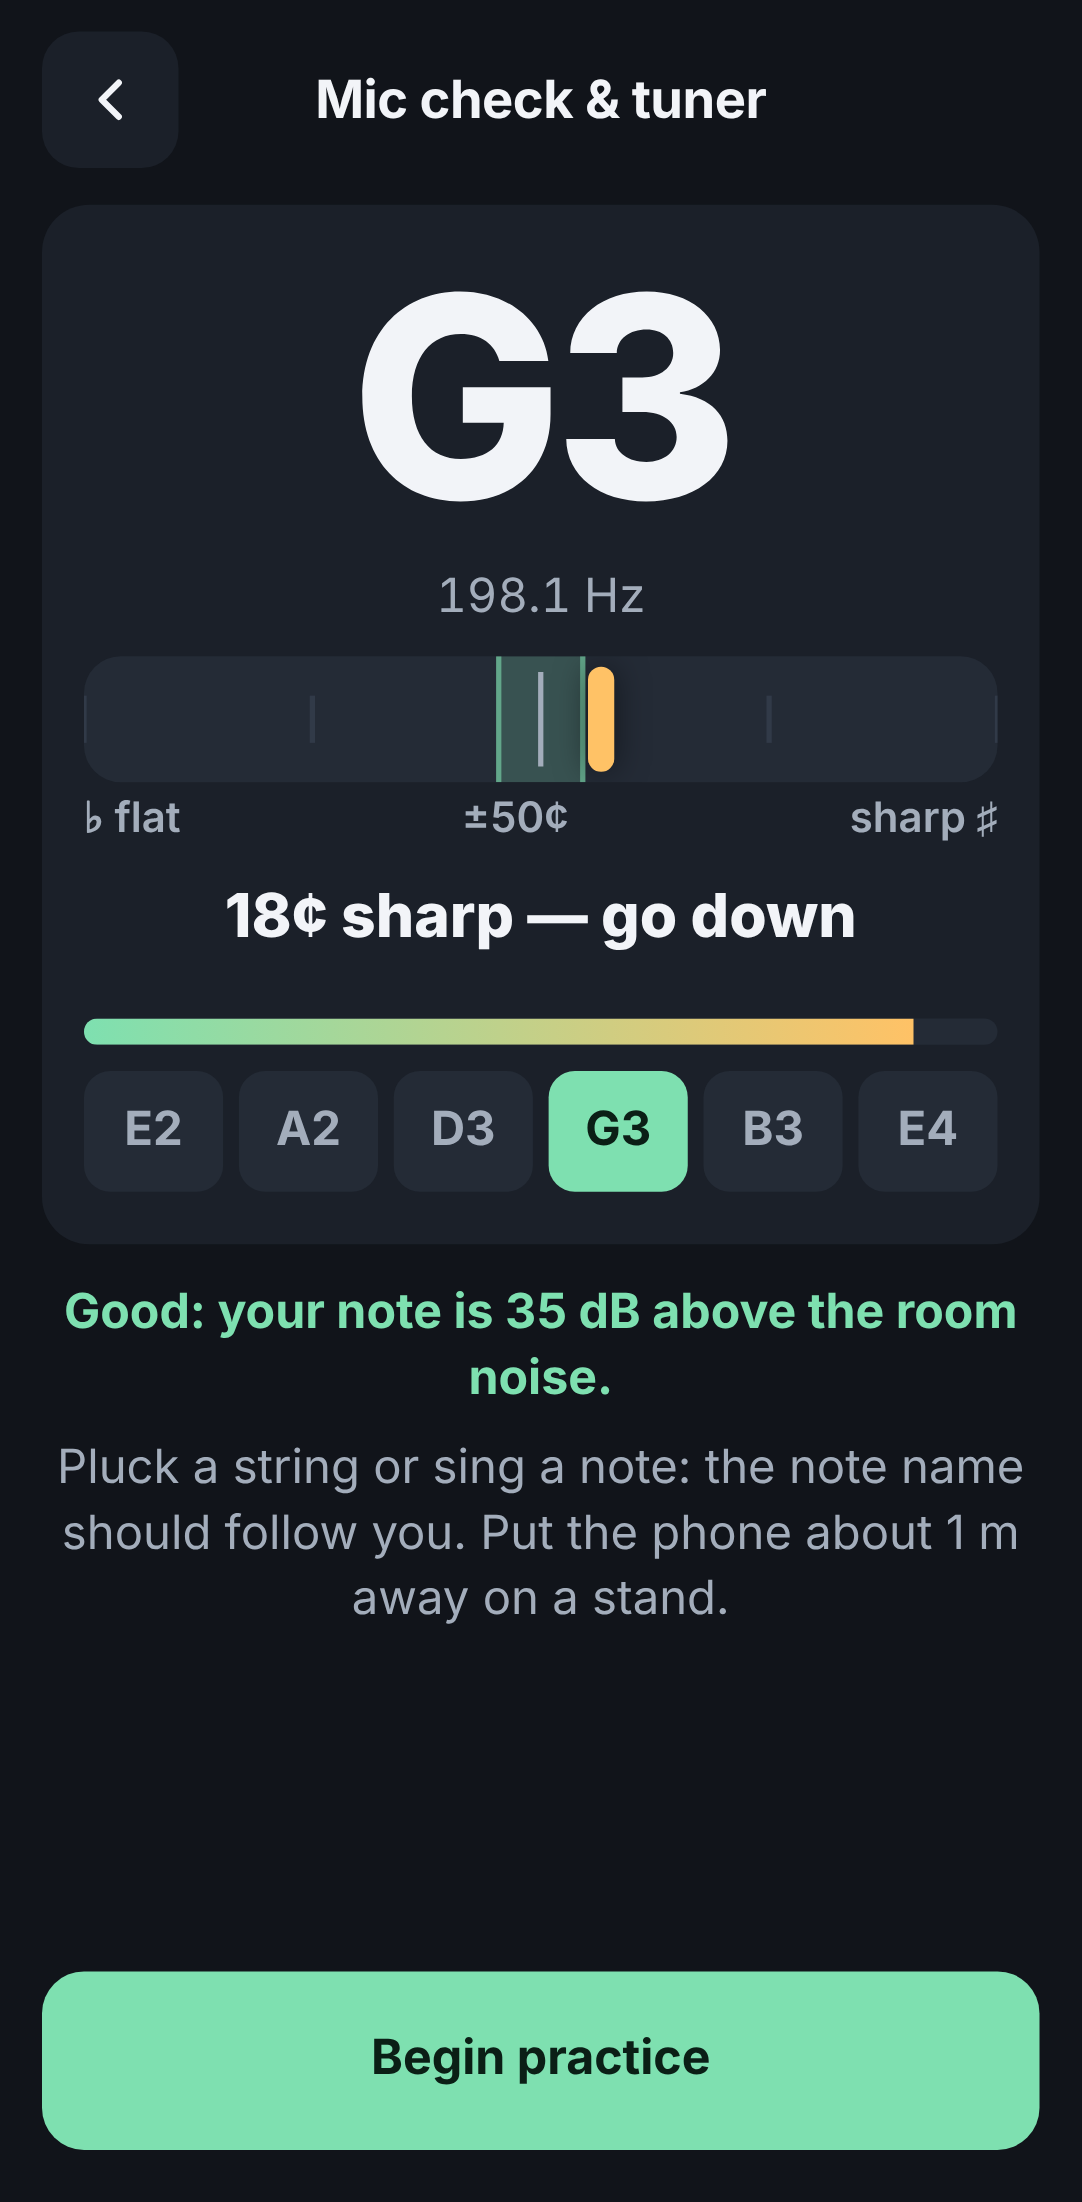 Mic check & tuner
G3
198.1 Hz
♭ flat ±50¢ sharp ♯
18¢ sharp — go down
E2 A2 D3 G3 B3 E4
Good: your note is 35 dB above the room
noise.
Pluck a string or sing a note: the note name
should follow you. Put the phone about 1 m
away on a stand.
Begin practice